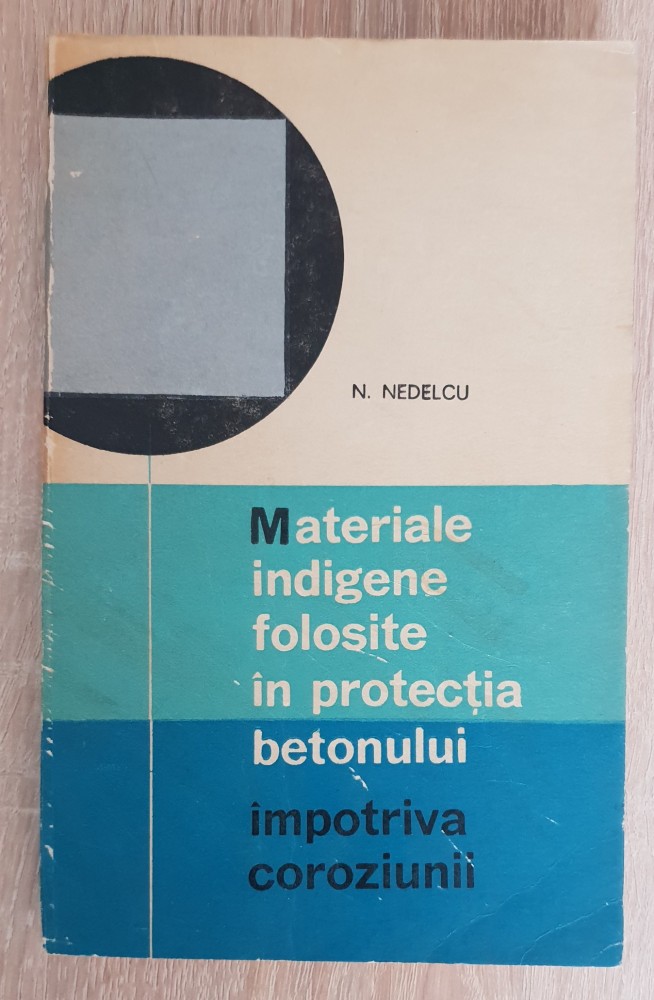 N. NEDELCU
Materiale
indigene
folosite
în protecția
betonului
împotriva
coroziunii